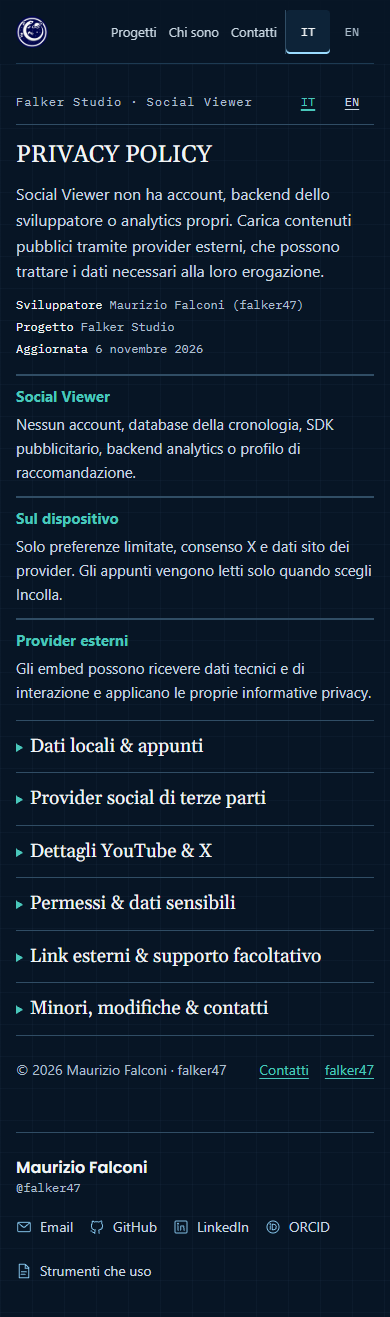 Progetti Chi sono Contatti IT EN
Falker Studio · Social Viewer IT EN
PRIVACY POLICY
Social Viewer non ha account, backend dello
sviluppatore o analytics propri. Carica contenuti
pubblici tramite provider esterni, che possono
trattare i dati necessari alla loro erogazione.
Sviluppatore Maurizio Falconi (falker47)
Progetto Falker Studio
Aggiornata 6 novembre 2026
Social Viewer
Nessun account, database della cronologia, SDK
pubblicitario, backend analytics o profilo di
raccomandazione.
Sul dispositivo
Solo preferenze limitate, consenso X e dati sito dei
provider. Gli appunti vengono letti solo quando scegli
Incolla.
Provider esterni
Gli embed possono ricevere dati tecnici e di
interazione e applicano le proprie informative privacy.
Dati locali & appunti
Provider social di terze parti
Dettagli YouTube & X
Permessi & dati sensibili
Link esterni & supporto facoltativo
Minori, modifiche & contatti
© 2026 Maurizio Falconi · falker47 Contatti falker47
Maurizio Falconi
@falker47
Email GitHub LinkedIn ORCID
Strumenti che uso